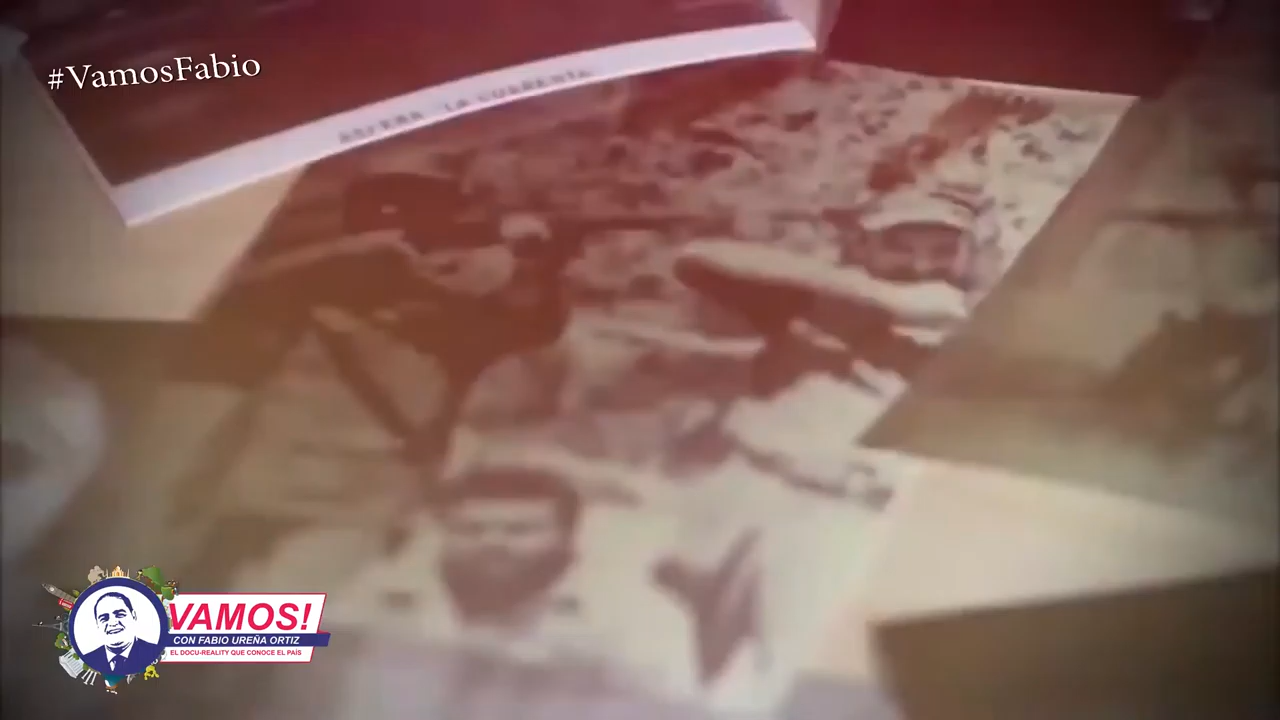 #VamosFabio
VAMOS!
CON FABIO UREÑA ORTIZ
EL DOCU-REALITY QUE CONOCE EL PAÍS